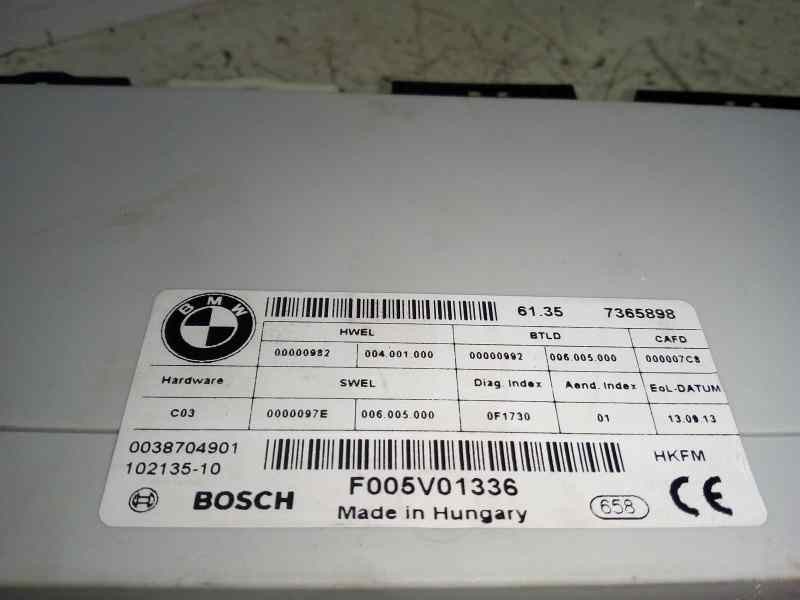 BMW
61.35 7365898
HWEL BTLD CAFD
00000982 004.001.000 00000992 006.005.000 000007C8
Hardware SWEL Diag. Index Aend. Index EoL-DATUM
C03 0000097E 006.005.000 0F1730 01 13.09.13
0038704901
102135-10
HKFM
BOSCH
F005V01336
Made in Hungary
658
CE